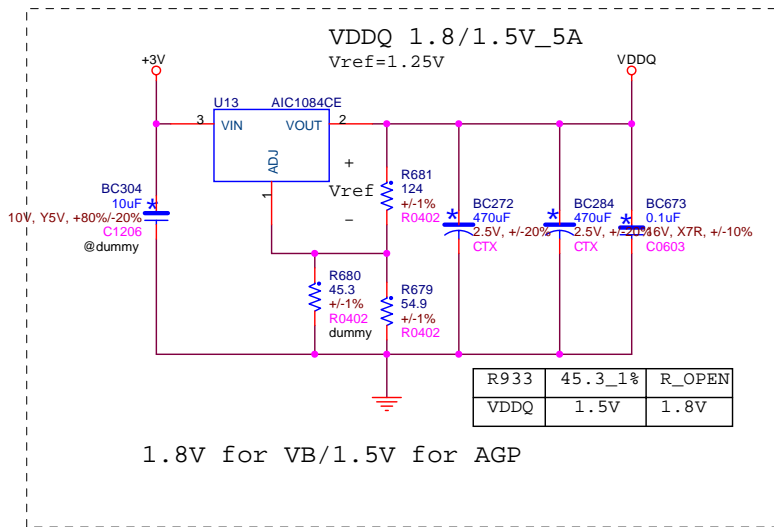 VDDQ 1.8/1.5V_5A
Vref=1.25V
+3V
VDDQ
U13
AIC1084CE
3
VIN
VOUT
2
ADJ
1
+
Vref
−
R681
124
+/-1%
R0402
BC304
10uF
10V, Y5V, +80%/-20%
C1206
@dummy
BC272
470uF
2.5V, +/-20%
CTX
BC284
470uF
2.5V, +/-20%
CTX
BC673
0.1uF
16V, X7R, +/-10%
C0603
R680
45.3
+/-1%
R0402
dummy
R679
54.9
+/-1%
R0402
R933 45.3_1% R_OPEN
VDDQ 1.5V 1.8V
1.8V for VB/1.5V for AGP